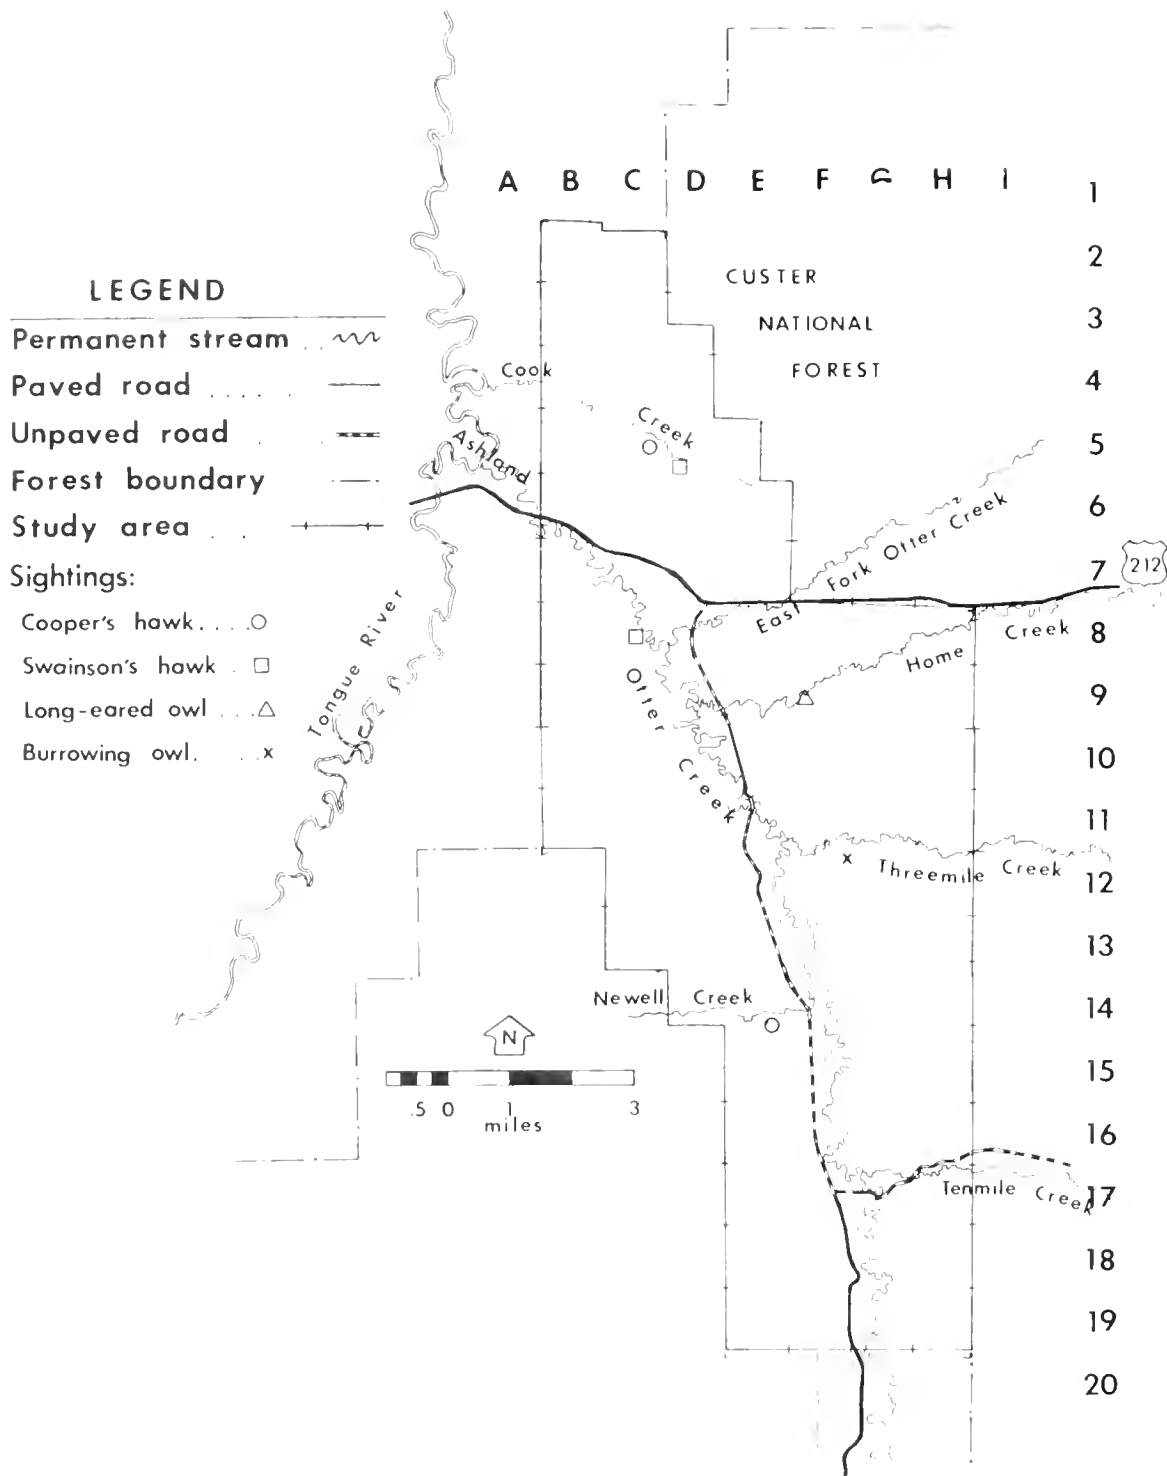 A B C D E F G H I
1
2
3
4
5
6
7
8
9
10
11
12
13
14
15
16
17
18
19
20
LEGEND
Permanent stream ..
Paved road ....
Unpaved road .
Forest boundary
Study area . .
Sightings:
Cooper's hawk....
Swainson's hawk .
Long-eared owl ...
Burrowing owl. ..x
CUSTER
NATIONAL
FOREST
Cook
Creek
Ashland
Tongue River
East Fork Otter Creek
212
Home Creek
Otter Creek
x
Threemile Creek
Newell Creek
N
.5 0 1 3
miles
Tenmile Creek